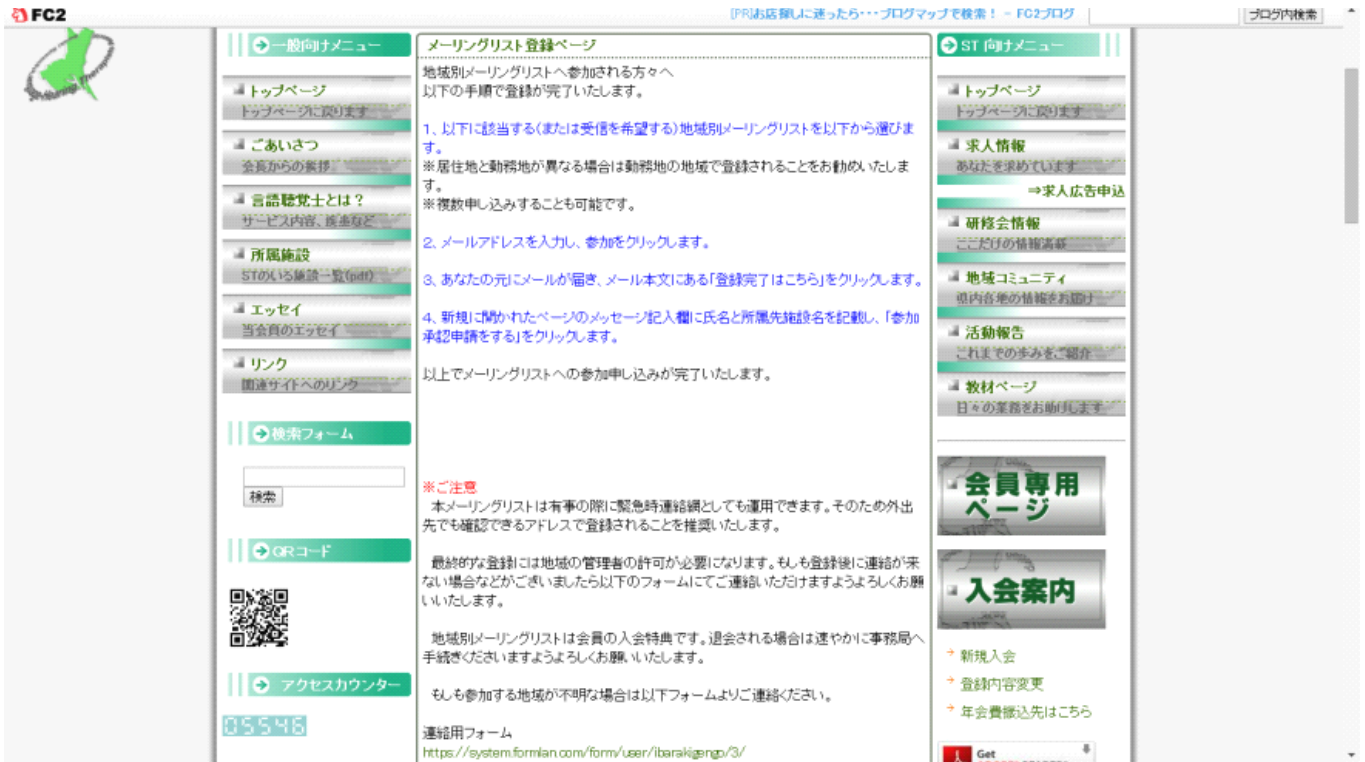 FC2
[PR]お店探しに迷ったら・・・ブログマップで検索！ - FC2ブログ
ブログ内検索
一般向けメニュー
トップページ
トップページに戻ります
ごあいさつ
会長からの挨拶
言語聴覚士とは？
サービス内容、疾患など
所属施設
STのいる施設一覧(pdf)
エッセイ
当会員のエッセイ
リンク
関連サイトへのリンク
検索フォーム
検索
QRコード
アクセスカウンター
05546
メーリングリスト登録ページ
地域別メーリングリストへ参加される方々へ
以下の手順で登録が完了いたします。
1、以下に該当する(または受信を希望する)地域別メーリングリストを以下から選びま
す。
※居住地と勤務地が異なる場合は勤務地の地域で登録されることをお勧めいたしま
す。
※複数申し込みすることも可能です。
2、メールアドレスを入力し、参加をクリックします。
3、あなたの元にメールが届き、メール本文にある「登録完了はこちら」をクリックします。
4、新規に開かれたページのメッセージ記入欄に氏名と所属先施設名を記載し、「参加
承認申請をする」をクリックします。
以上でメーリングリストへの参加申し込みが完了いたします。
※ご注意
本メーリングリストは有事の際に緊急時連絡網としても運用できます。そのため外出
先でも確認できるアドレスで登録されることを推奨いたします。
最終的な登録には地域の管理者の許可が必要になります。もしも登録後に連絡が来
ない場合などがございましたら以下のフォームにてご連絡いただけますようよろしくお願
いいたします。
地域別メーリングリストは会員の入会特典です。退会される場合は速やかに事務局へ
手続きくださいますようよろしくお願いいたします。
もしも参加する地域が不明な場合は以下フォームよりご連絡ください。
連絡用フォーム
https://system.formlan.com/form/user/ibarakigengo/3/
ST 向けメニュー
トップページ
トップページに戻ります
求人情報
あなたを求めています
⇒求人広告申込
研修会情報
ここだけの情報満載
地域コミュニティ
県内各地の情報をお届け
活動報告
これまでの歩みをご紹介
教材ページ
日々の業務をお助けします
会員専用
ページ
入会案内
新規入会
登録内容変更
年会費振込先はこちら
Get